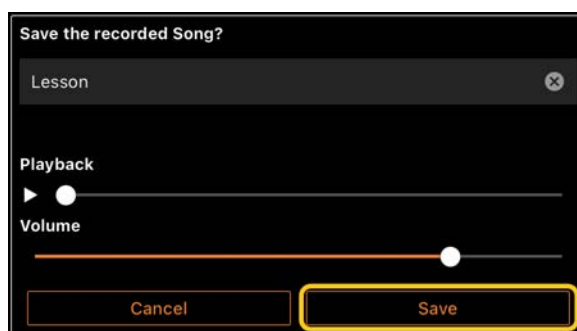 Save the recorded Song?
Lesson
Playback
Volume
Cancel
Save